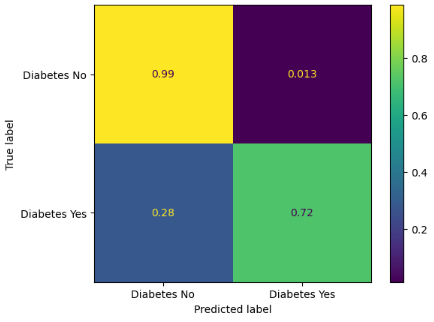 0.8
Diabetes No
0.99
0.013
0.6
True label
0.4
Diabetes Yes
0.28
0.72
0.2
Diabetes No
Diabetes Yes
Predicted label